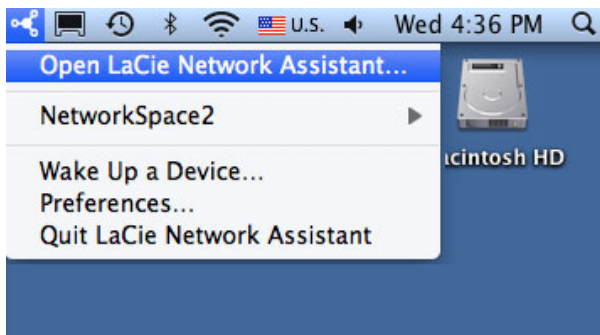 U.S. Wed 4:36 PM
Open LaCie Network Assistant...
NetworkSpace2
acintosh HD
Wake Up a Device...
Preferences...
Quit LaCie Network Assistant